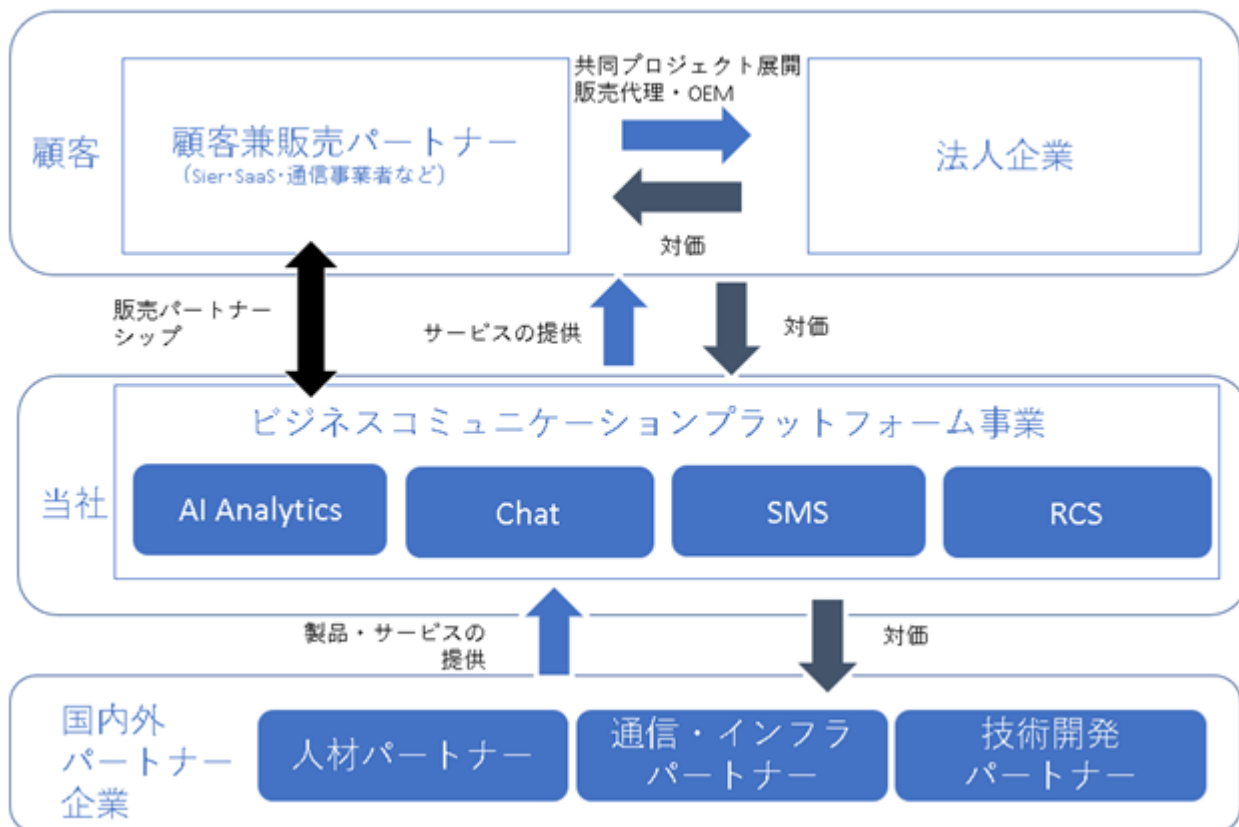 共同プロジェクト展開
販売代理・OEM
顧客
顧客兼販売パートナー
（Sier・SaaS・通信事業者など）
法人企業
対価
販売パートナー
シップ
サービスの提供
対価
当社
ビジネスコミュニケーションプラットフォーム事業
AI Analytics
Chat
SMS
RCS
製品・サービスの
提供
対価
国内外
パートナー
企業
人材パートナー
通信・インフラ
パートナー
技術開発
パートナー